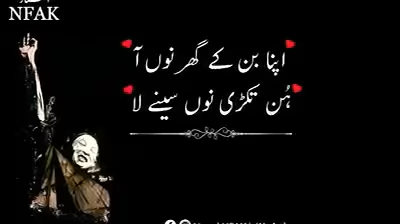 NFAK
اپنا بن کے گھر نوں آ
ہُن تکڑی نوں سینے لا